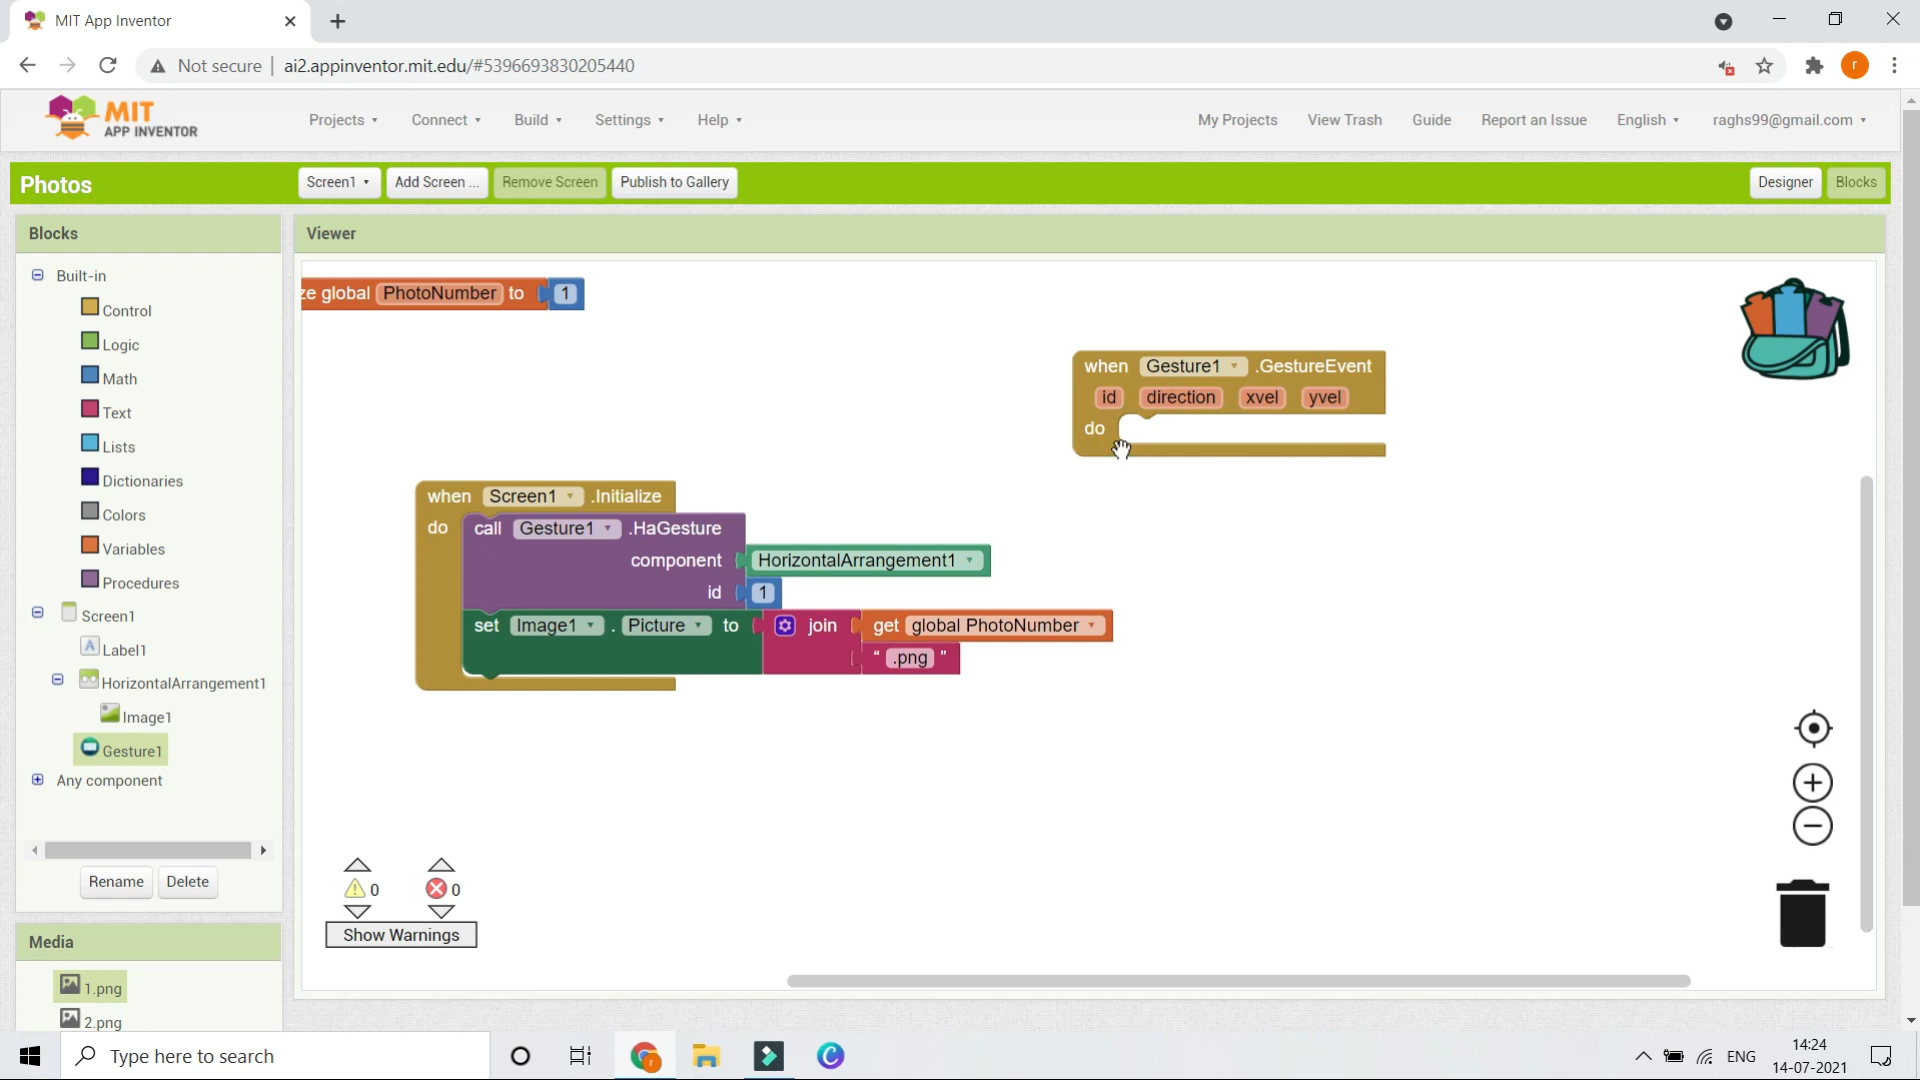 MIT App Inventor
Not secure
ai2.appinventor.mit.edu/#5396693830205440
r
MIT
APP INVENTOR
Projects
Connect
Build
Settings
Help
My Projects
View Trash
Guide
Report an Issue
English
raghs99@gmail.com
Photos
Screen1
Add Screen ...
Remove Screen
Publish to Gallery
Designer
Blocks
Blocks
Viewer
Built-in
Control
Logic
Math
Text
Lists
Dictionaries
Colors
Variables
Procedures
Screen1
A Label1
HorizontalArrangement1
Image1
Gesture1
Any component
Rename
Delete
Media
1.png
2.png
ze global PhotoNumber to 1
when Gesture1 .GestureEvent
id direction xvel yvel
do
when Screen1 .Initialize
do call Gesture1 .HaGesture
component HorizontalArrangement1
id 1
set Image1 . Picture to join get global PhotoNumber
" .png "
0
0
Show Warnings
Type here to search
r
C
ENG
14:24
14-07-2021